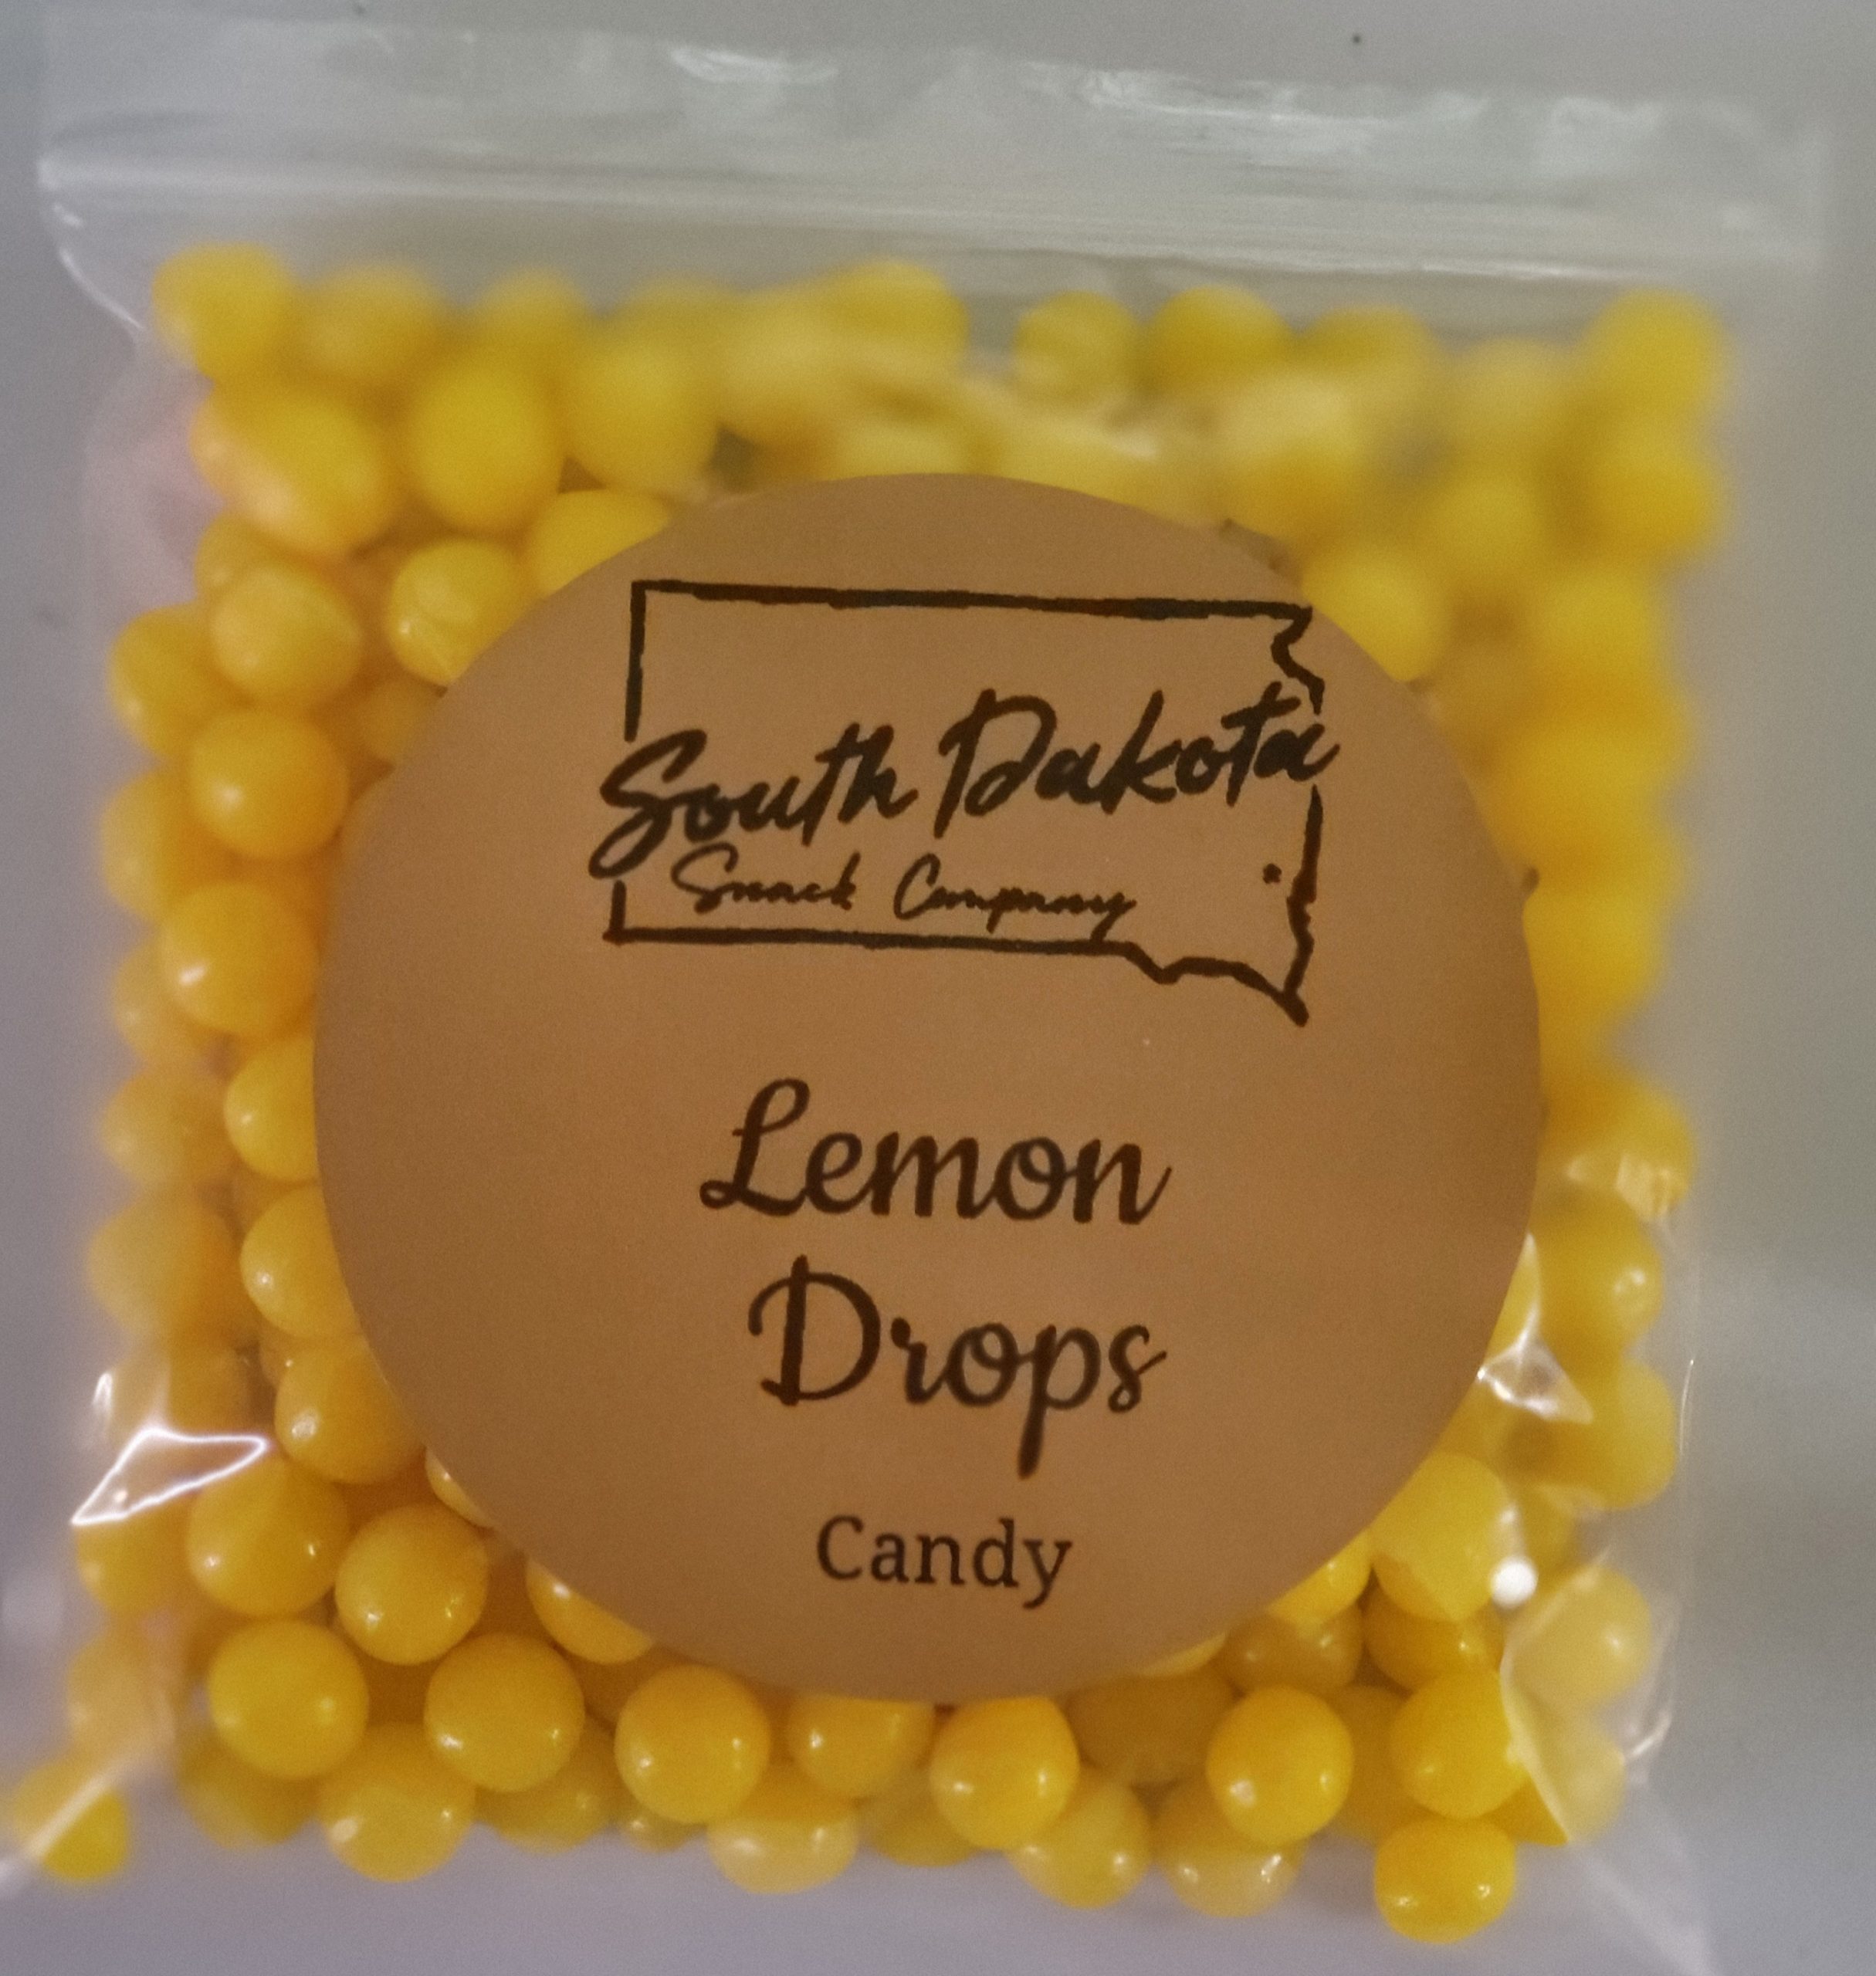 South Dakota
Snack Company
Lemon
Drops
Candy